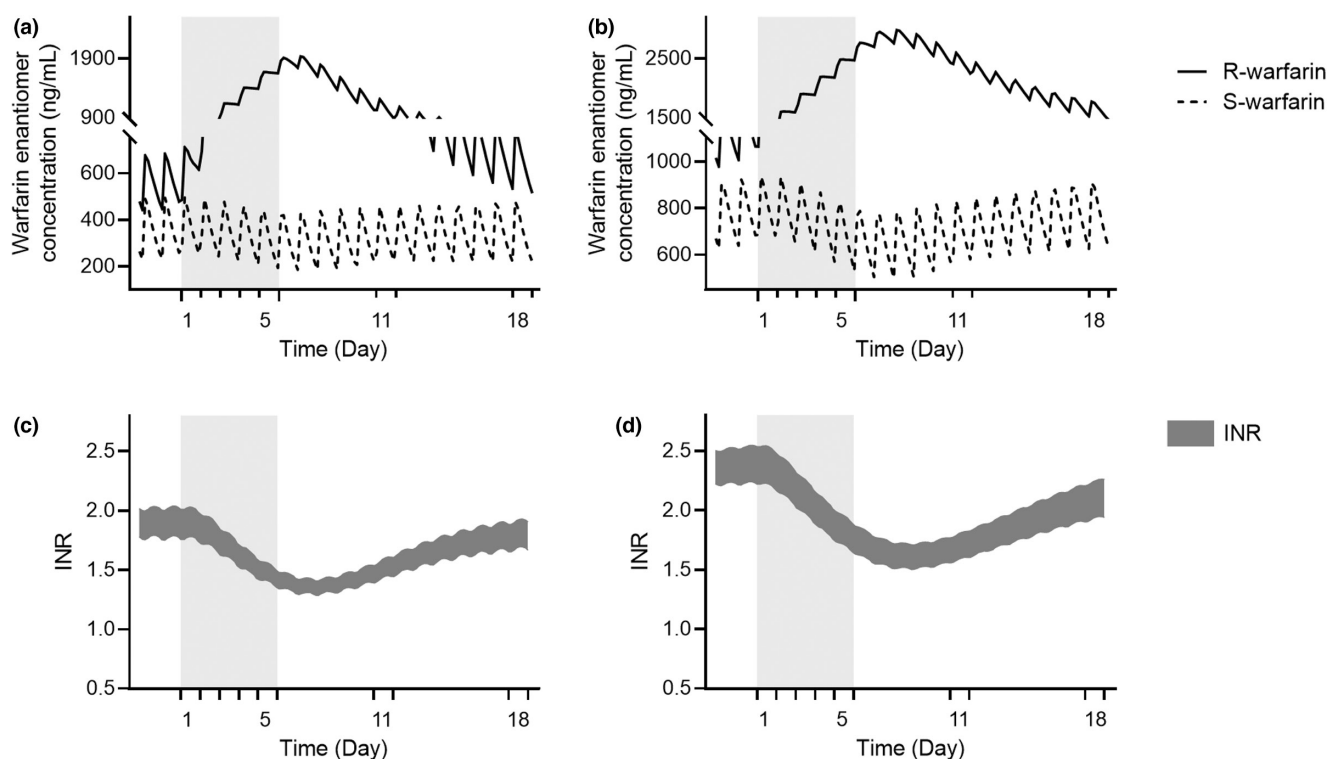 (a)
Warfarin enantiomer
concentration (ng/mL)
1900
900
600
400
200
1
5
11
18
Time (Day)
(b)
Warfarin enantiomer
concentration (ng/mL)
2500
1500
1000
800
600
1
5
11
18
Time (Day)
R-warfarin
S-warfarin
(c)
INR
2.5
2.0
1.5
1.0
0.5
1
5
11
18
Time (Day)
(d)
INR
2.5
2.0
1.5
1.0
0.5
1
5
11
18
Time (Day)
INR